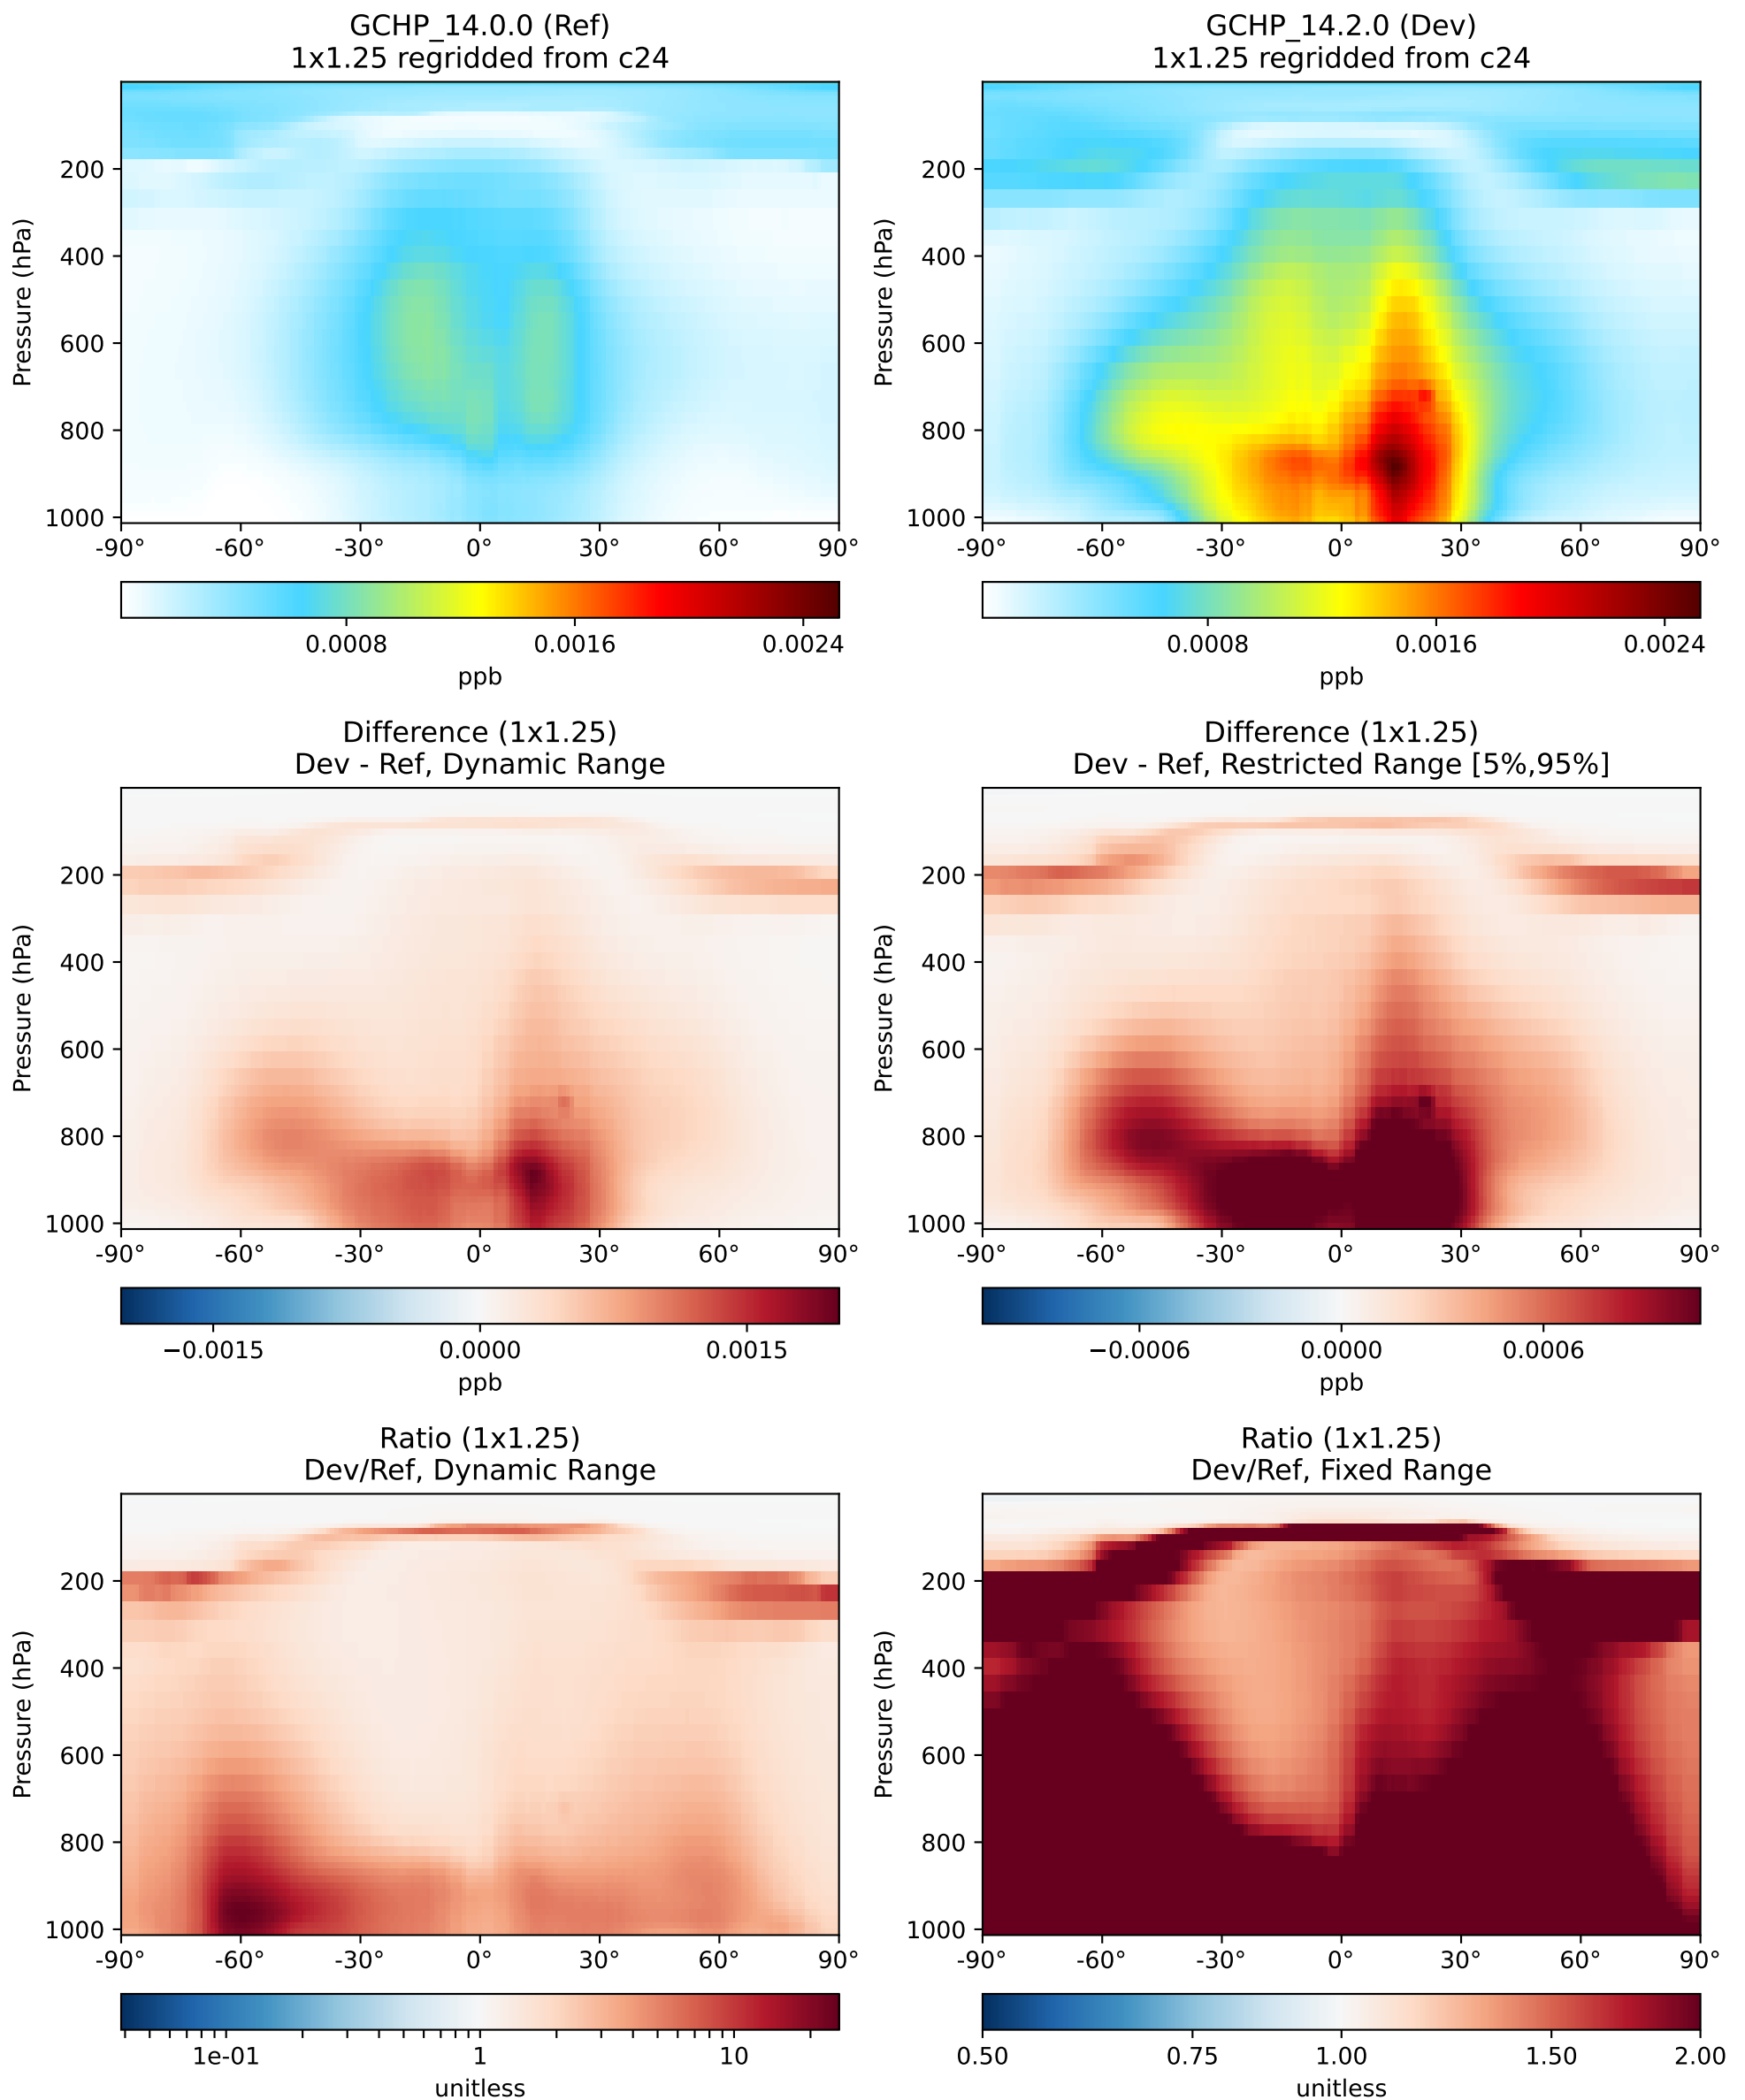 GCHP_14.0.0 (Ref)
1x1.25 regridded from c24
Pressure (hPa)
200
400
600
800
1000
-90° -60° -30° 0° 30° 60° 90°
0.0008 0.0016 0.0024
ppb
GCHP_14.2.0 (Dev)
1x1.25 regridded from c24
Pressure (hPa)
200
400
600
800
1000
-90° -60° -30° 0° 30° 60° 90°
0.0008 0.0016 0.0024
ppb
Difference (1x1.25)
Dev - Ref, Dynamic Range
Pressure (hPa)
200
400
600
800
1000
-90° -60° -30° 0° 30° 60° 90°
−0.0015 0.0000 0.0015
ppb
Difference (1x1.25)
Dev - Ref, Restricted Range [5%,95%]
Pressure (hPa)
200
400
600
800
1000
-90° -60° -30° 0° 30° 60° 90°
−0.0006 0.0000 0.0006
ppb
Ratio (1x1.25)
Dev/Ref, Dynamic Range
Pressure (hPa)
200
400
600
800
1000
-90° -60° -30° 0° 30° 60° 90°
1e-01 1 10
unitless
Ratio (1x1.25)
Dev/Ref, Fixed Range
Pressure (hPa)
200
400
600
800
1000
-90° -60° -30° 0° 30° 60° 90°
0.50 0.75 1.00 1.50 2.00
unitless